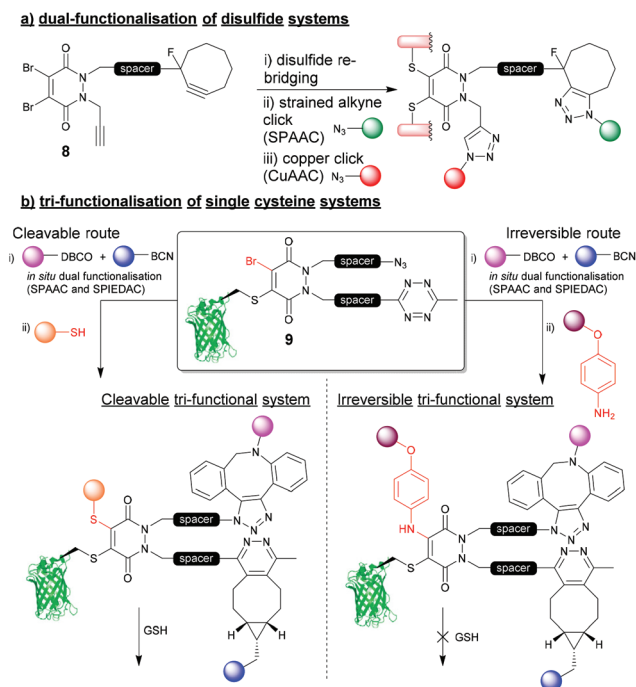 a) dual-functionalisation of disulfide systems
Br
Br
O
O
N
N
spacer
F
8
i) disulfide re-
bridging
ii) strained alkyne
click
(SPAAC)
N3
iii) copper click
(CuAAC)
N3
S
S
O
O
N
N
spacer
F
N
N
N
N
N
N
b) tri-functionalisation of single cysteine systems
Cleavable route
i)
DBCO +
BCN
in situ dual functionalisation
(SPAAC and SPIEDAC)
ii)
SH
Br
S
O
O
N
N
spacer
N3
spacer
N
N
N
N
9
Irreversible route
i)
DBCO +
BCN
in situ dual functionalisation
(SPAAC and SPIEDAC)
ii)
O
NH2
Cleavable tri-functional system
S
S
O
O
N
N
spacer
spacer
N
N
N
N
N
N
H
H
GSH
Irreversible tri-functional system
O
HN
S
O
O
N
N
spacer
spacer
N
N
N
N
N
N
H
H
GSH